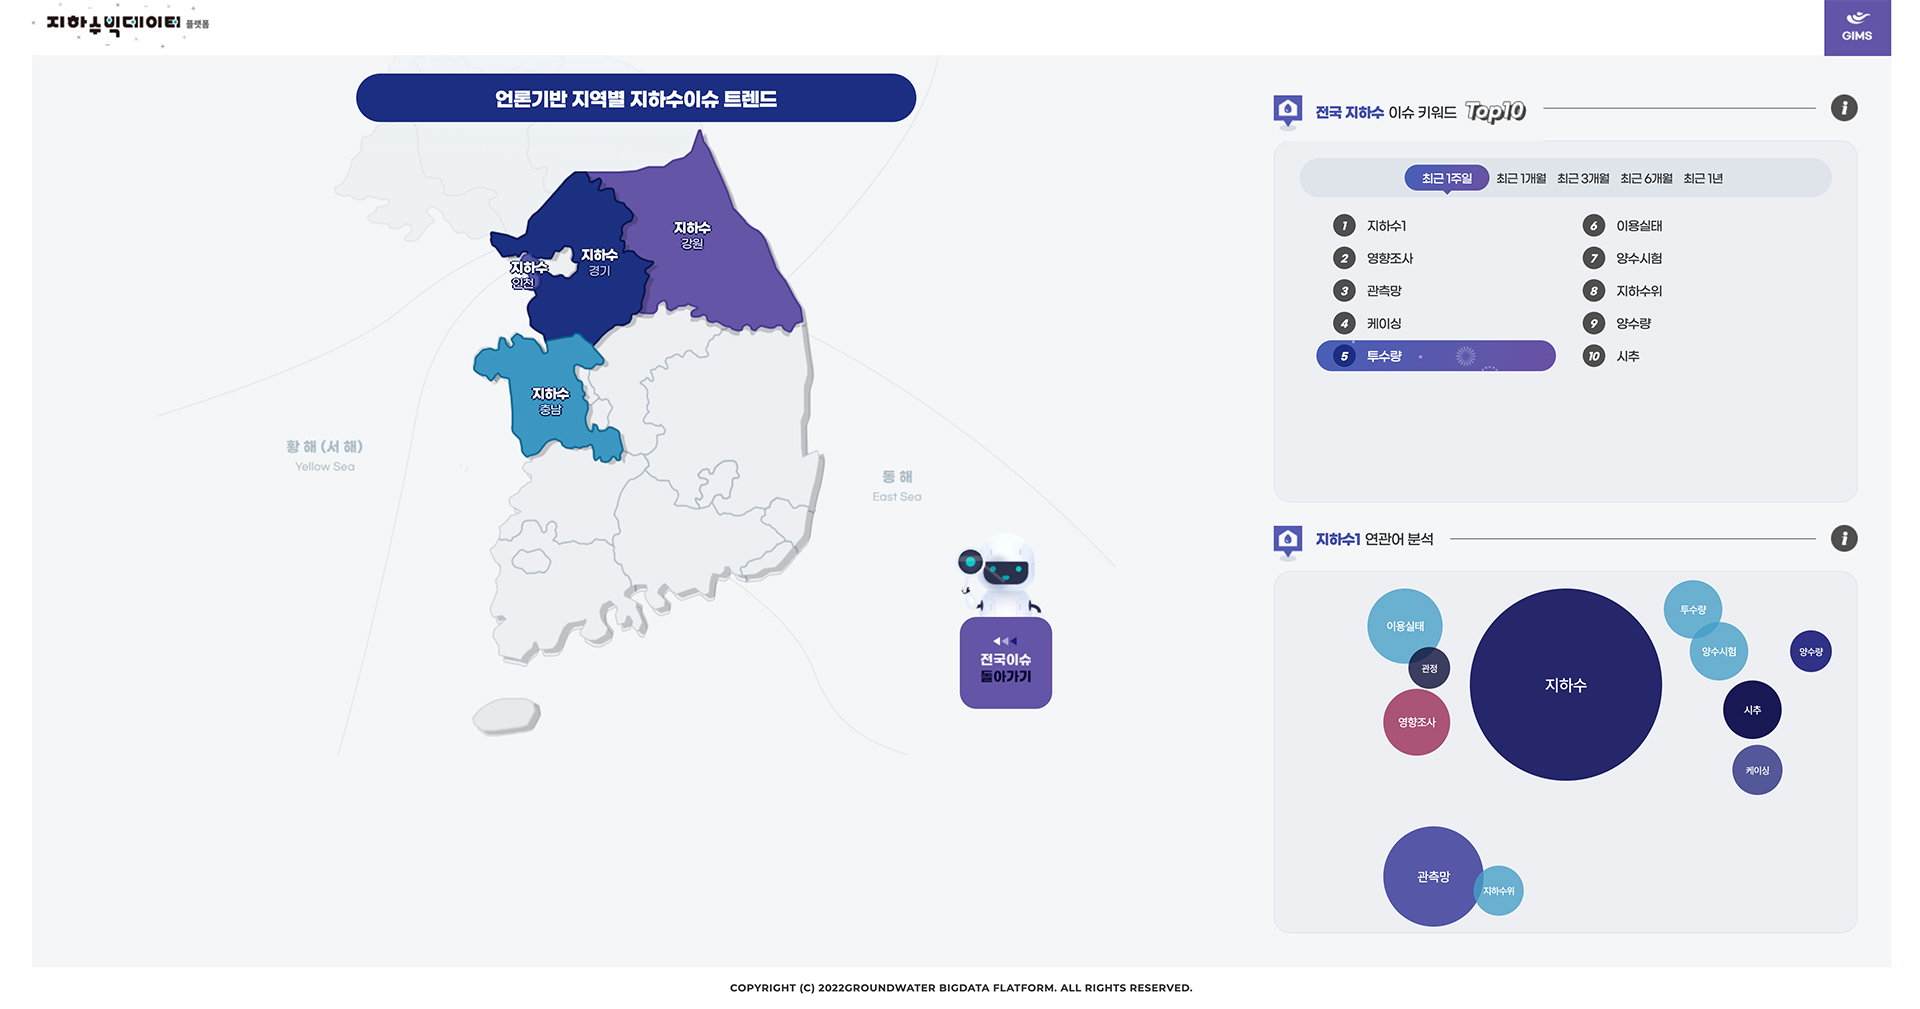 지하수빅데이터 플랫폼
GIMS
언론기반 지역별 지하수이슈 트렌드
지하수
강원
지하수
경기
지하수
인천
지하수
충남
황 해 (서 해)
Yellow Sea
동 해
East Sea
전국이슈
돌아가기
전국 지하수 이슈 키워드 Top10
i
최근 1주일 최근 1개월 최근 3개월 최근 6개월 최근 1년
1 지하수1
2 영향조사
3 관측망
4 케이싱
5 투수량
6 이용실태
7 양수시험
8 지하수위
9 양수량
10 시추
지하수1 연관어 분석
i
이용실태
관정
영향조사
지하수
투수량
양수시험
양수량
시추
케이싱
관측망
지하수위
COPYRIGHT (C) 2022GROUNDWATER BIGDATA FLATFORM. ALL RIGHTS RESERVED.